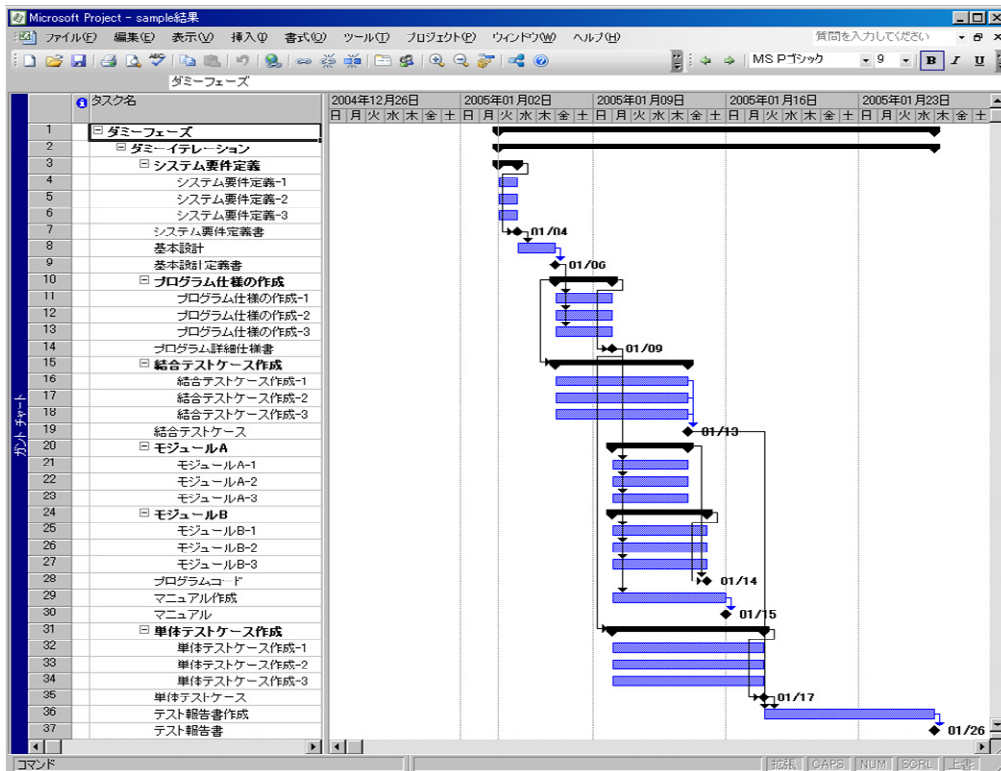 Microsoft Project - sample結果
ファイル(F) 編集(E) 表示(V) 挿入(I) 書式(O) ツール(T) プロジェクト(P) ウィンドウ(W) ヘルプ(H) 質問を入力してください
MS Pゴシック 9 B I U
ダミーフェーズ
タスク名 2004年12月26日 2005年01月02日 2005年01月09日 2005年01月16日 2005年01月23日
日 月 火 水 木 金 土 日 月 火 水 木 金 土 日 月 火 水 木 金 土 日 月 火 水 木 金 土 日 月 火 水 木 金 土
1 ダミーフェーズ
2 ダミーイテレーション
3 システム要件定義
4 システム要件定義-1
5 システム要件定義-2
6 システム要件定義-3
7 システム要件定義書 01/04
8 基本設計
9 基本設計定義書 01/06
10 プログラム仕様の作成
11 プログラム仕様の作成-1
12 プログラム仕様の作成-2
13 プログラム仕様の作成-3
14 プログラム詳細仕様書 01/09
15 結合テストケース作成
16 結合テストケース作成-1
17 結合テストケース作成-2
18 結合テストケース作成-3
19 結合テストケース 01/13
20 モジュールA
21 モジュールA-1
22 モジュールA-2
23 モジュールA-3
24 モジュールB
25 モジュールB-1
26 モジュールB-2
27 モジュールB-3
28 プログラムコード 01/14
29 マニュアル作成
30 マニュアル 01/15
31 単体テストケース作成
32 単体テストケース作成-1
33 単体テストケース作成-2
34 単体テストケース作成-3
35 単体テストケース 01/17
36 テスト報告書作成
37 テスト報告書 01/26
ガント チャート
コマンド 拡張 CAPS NUM SCRL 上書